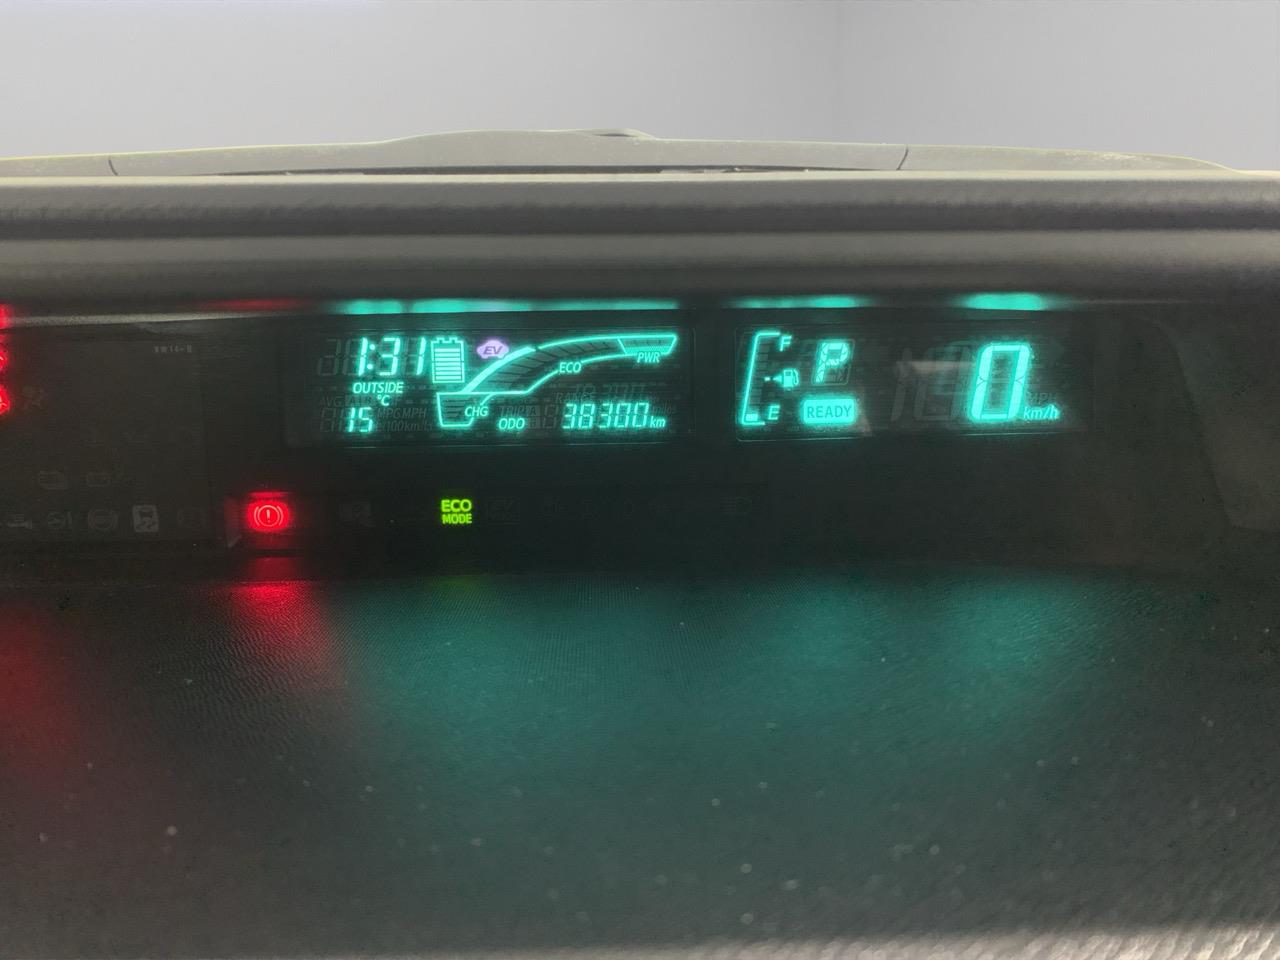 1:31
EV
PWR
ECO
OUTSIDE
°C
15
CHG
ODO
38300 km
F
E
P
READY
0
km/h
ECO
MODE